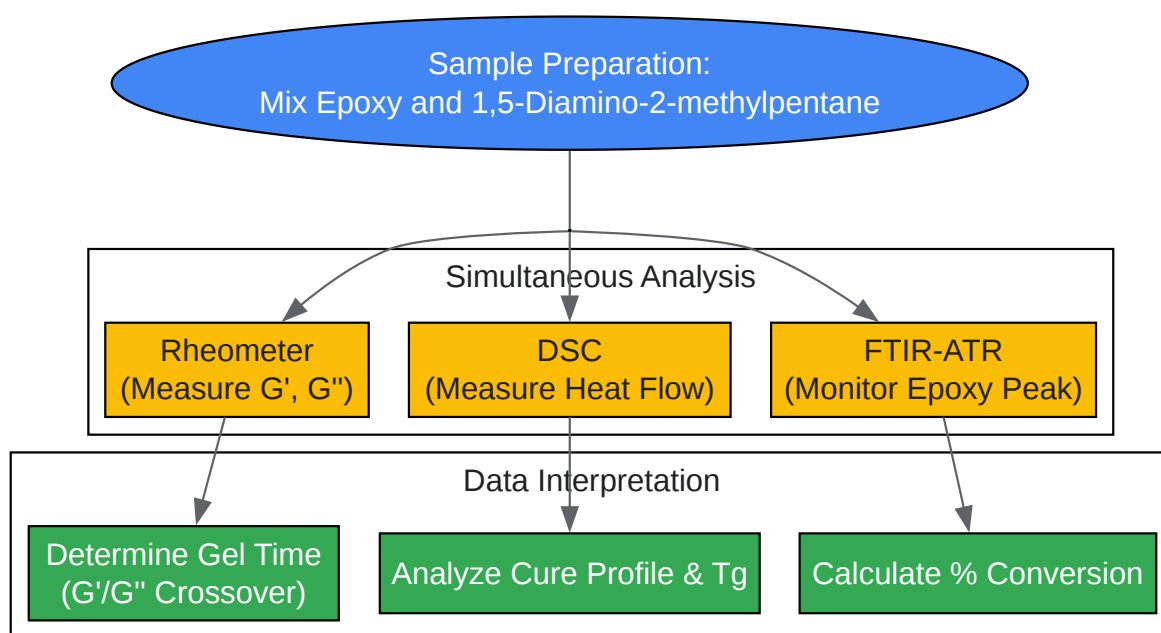 Sample Preparation:
Mix Epoxy and 1,5-Diamino-2-methylpentane
Simultaneous Analysis
Rheometer
(Measure G', G'')
DSC
(Measure Heat Flow)
FTIR-ATR
(Monitor Epoxy Peak)
Data Interpretation
Determine Gel Time
(G'/G'' Crossover)
Analyze Cure Profile & Tg
Calculate % Conversion